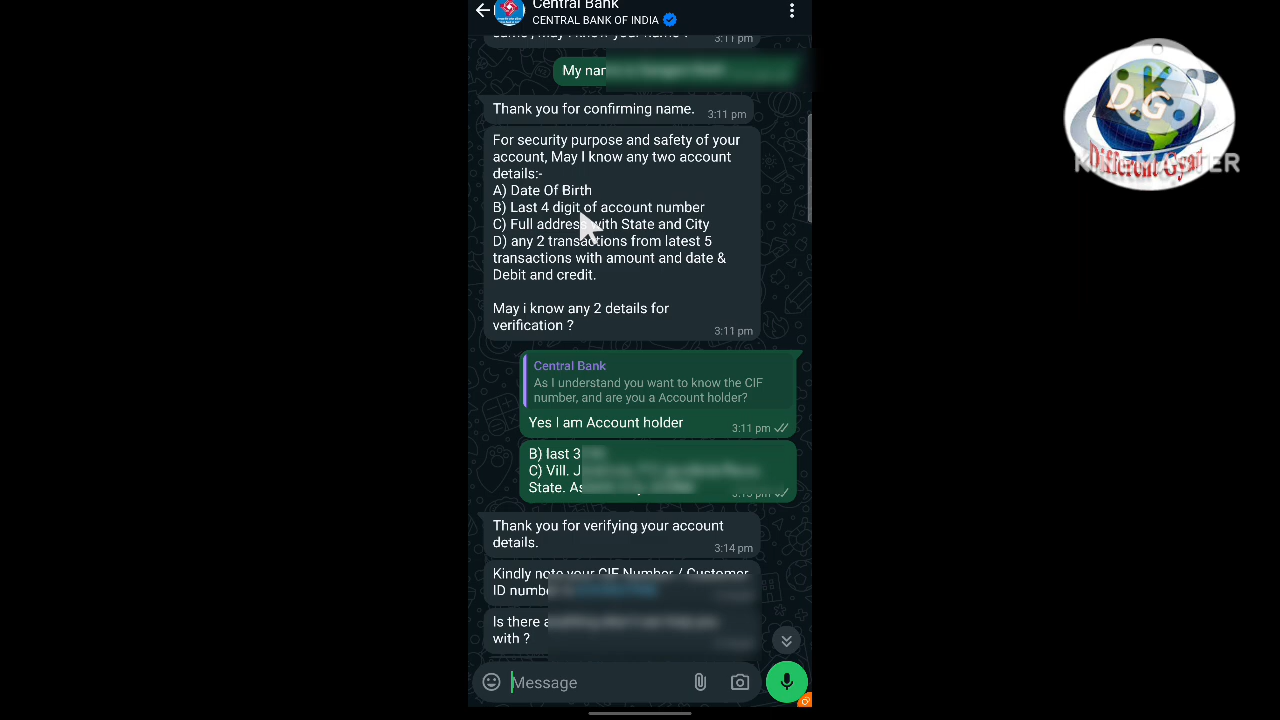 Central Bank
CENTRAL BANK OF INDIA
3:11 pm
My name is
Thank you for confirming name.
3:11 pm
For security purpose and safety of your
account, May I know any two account
details:-
A) Date Of Birth
B) Last 4 digit of account number
C) Full address with State and City
D) any 2 transactions from latest 5
transactions with amount and date &
Debit and credit.
May i know any 2 details for
verification ?
3:11 pm
Central Bank
As I understand you want to know the CIF
number, and are you a Account holder?
Yes I am Account holder
3:11 pm
B) last 3
C) Vill. J
State. As
Thank you for verifying your account
details.
3:14 pm
Kindly note your CIF Number / Customer
ID number
Is there
with ?
Message
D.G
K
Different Gyan
KINEMASTER